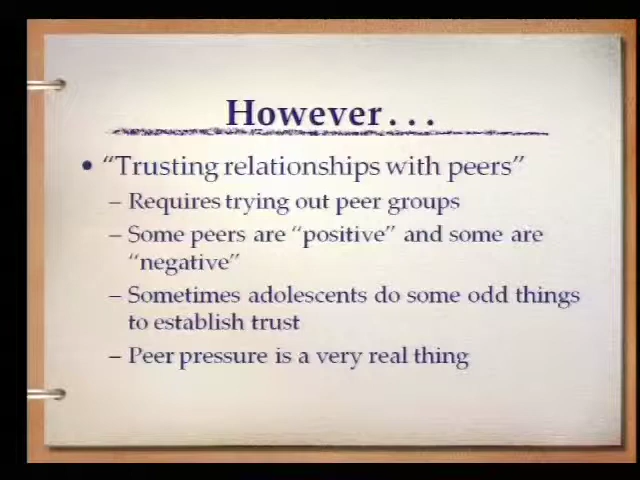 However . . .
• “Trusting relationships with peers”
– Requires trying out peer groups
– Some peers are “positive” and some are
“negative”
– Sometimes adolescents do some odd things
to establish trust
– Peer pressure is a very real thing